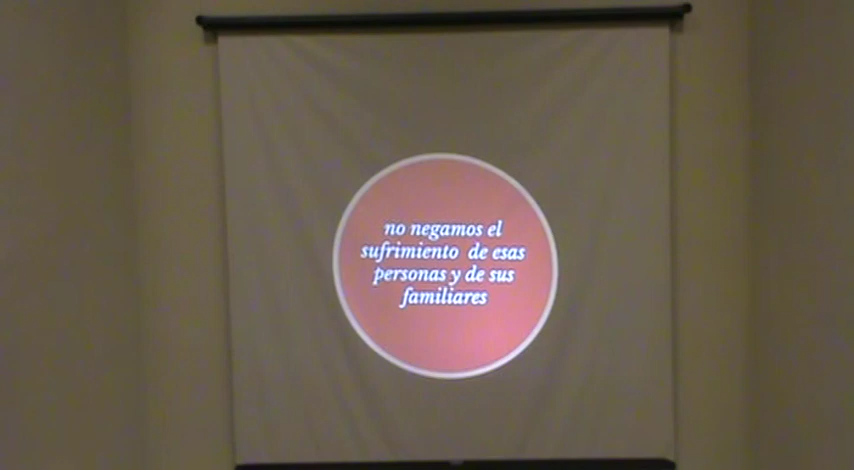 no negamos el
sufrimiento de esas
personas y de sus
familiares